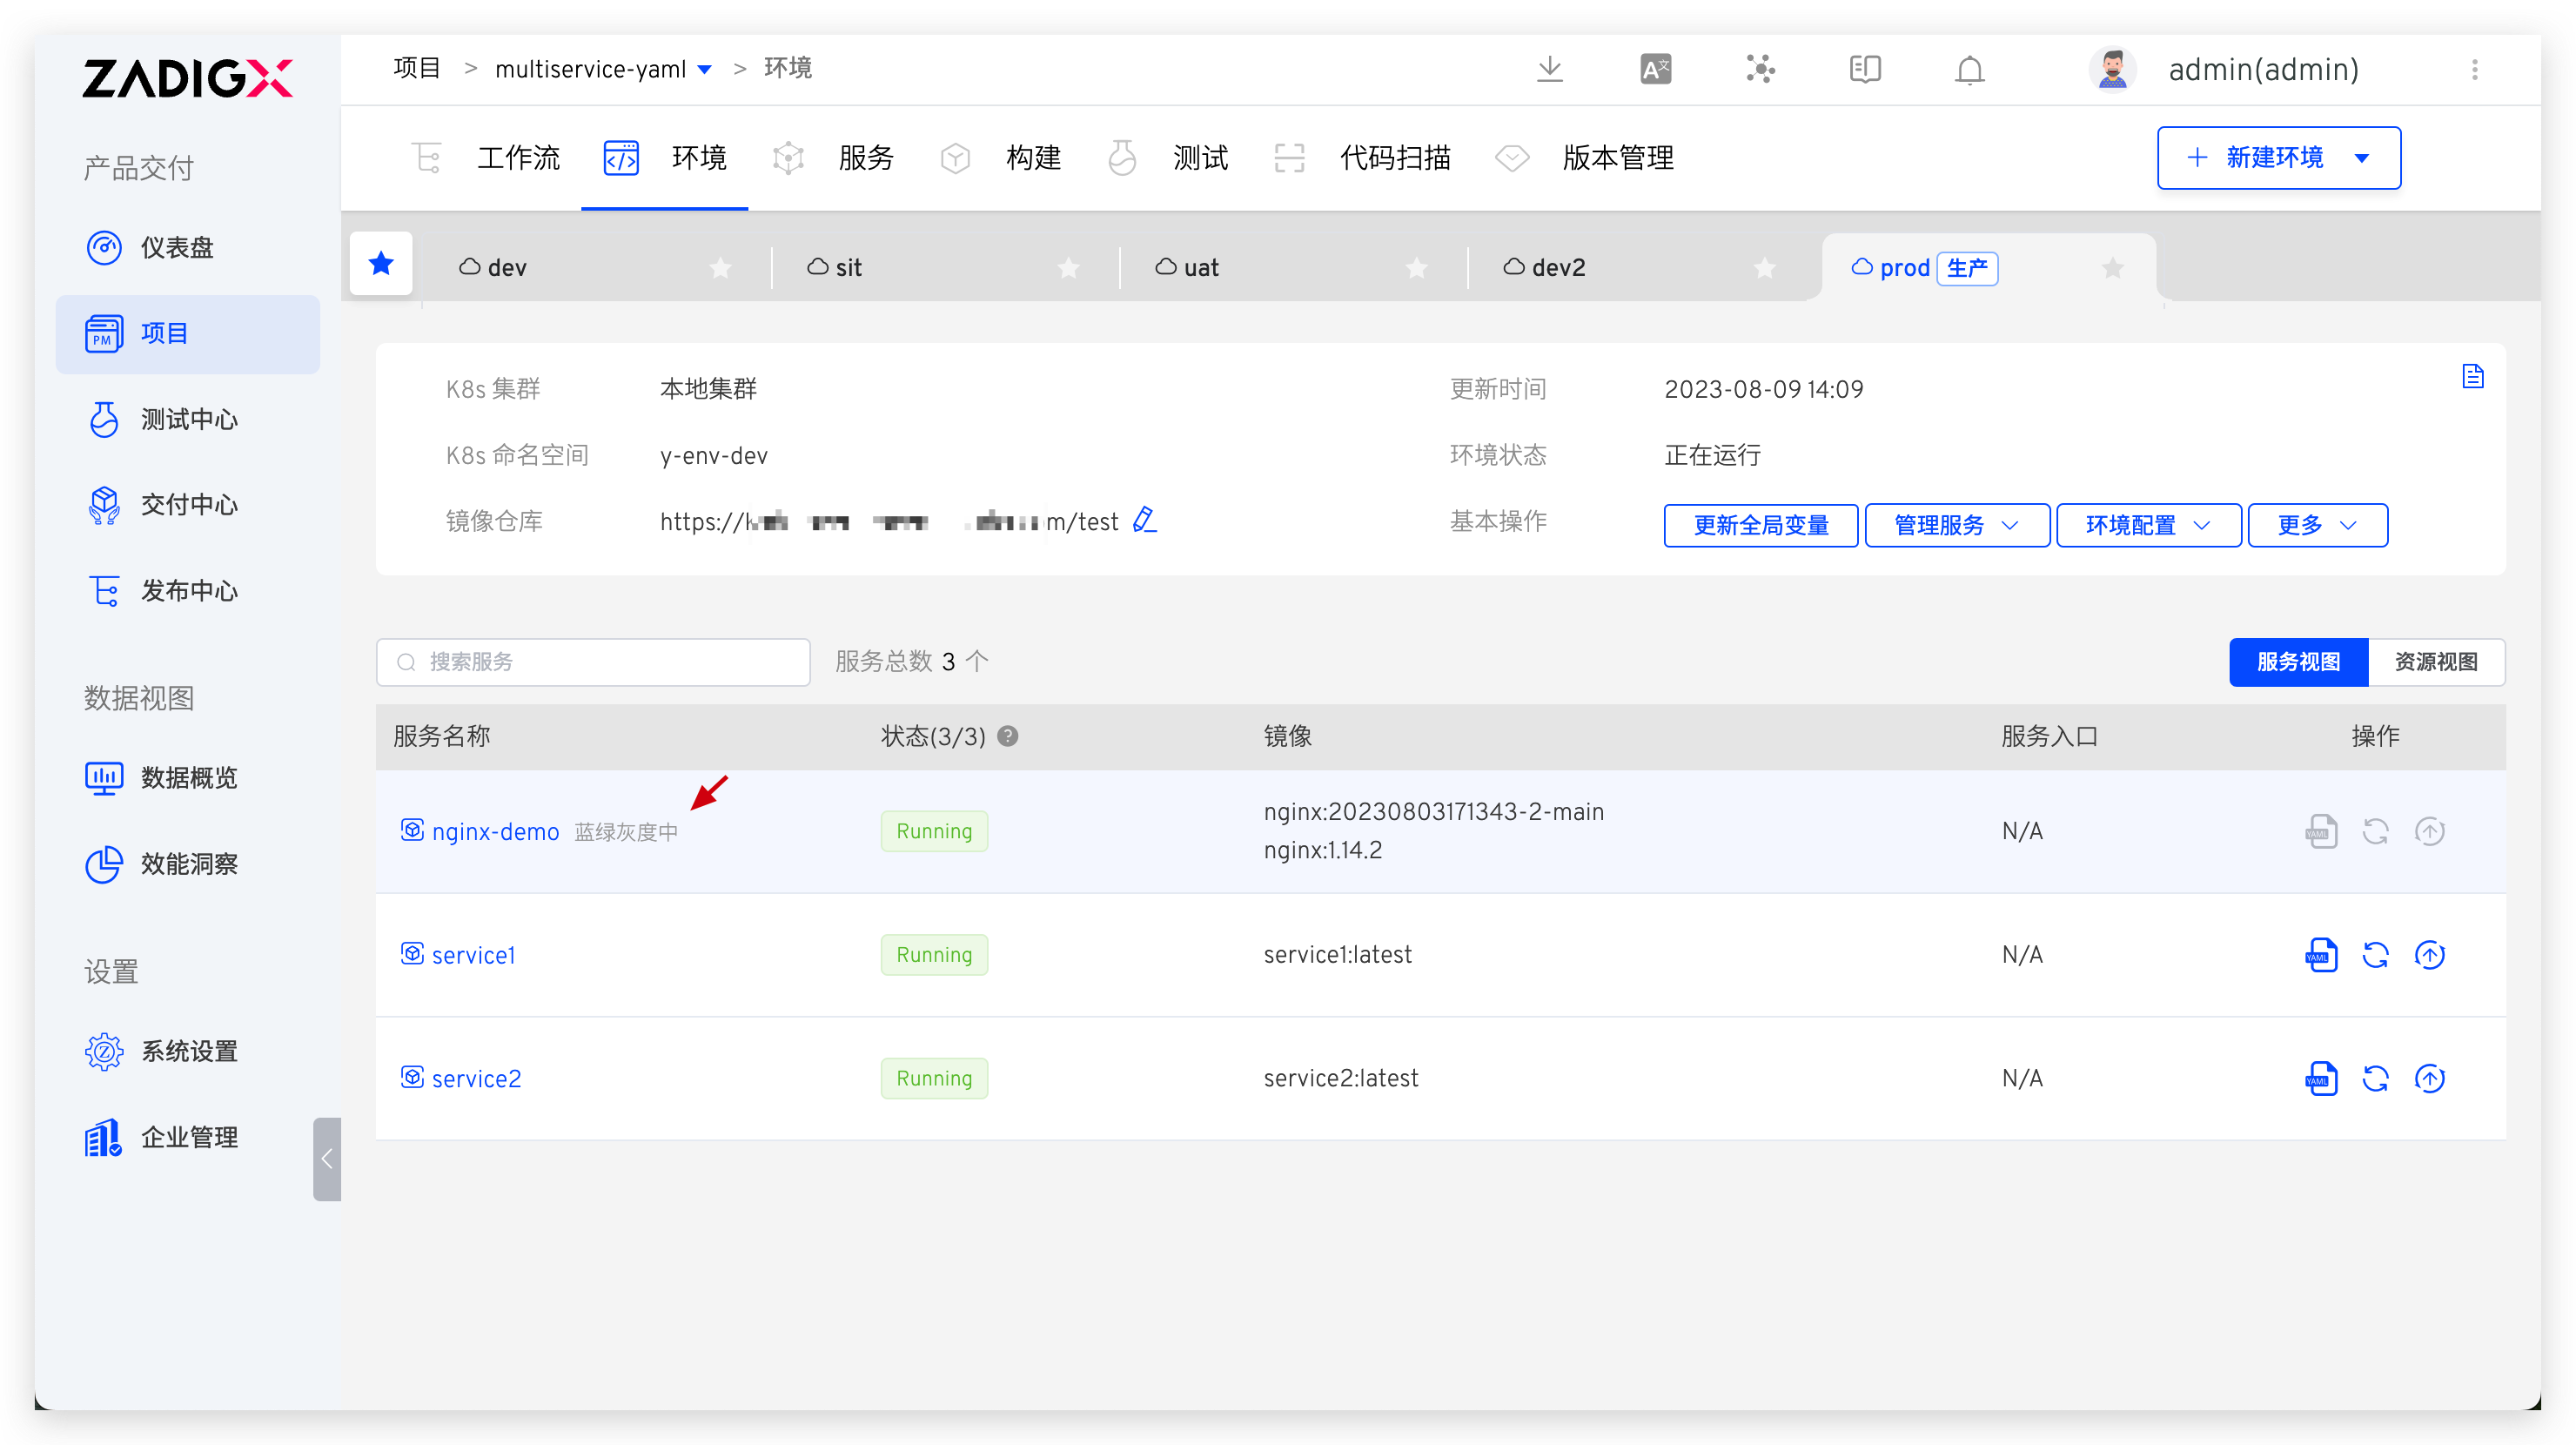 ZADIGX
项目 > multiservice-yaml > 环境
admin(admin)
产品交付
仪表盘
PM 项目
测试中心
交付中心
发布中心
数据视图
数据概览
效能洞察
设置
系统设置
企业管理
工作流 环境 服务 构建 测试 代码扫描 版本管理
+ 新建环境
dev sit uat dev2 prod 生产
K8s 集群 本地集群 更新时间 2023-08-09 14:09
K8s 命名空间 y-env-dev 环境状态 正在运行
镜像仓库 https:// m/test 基本操作 更新全局变量 管理服务 环境配置 更多
搜索服务 服务总数 3 个 服务视图 资源视图
服务名称 状态(3/3) ? 镜像 服务入口 操作
nginx-demo 蓝绿灰度中 Running nginx:20230803171343-2-main N/A YAML
nginx:1.14.2
service1 Running service1:latest N/A YAML
service2 Running service2:latest N/A YAML